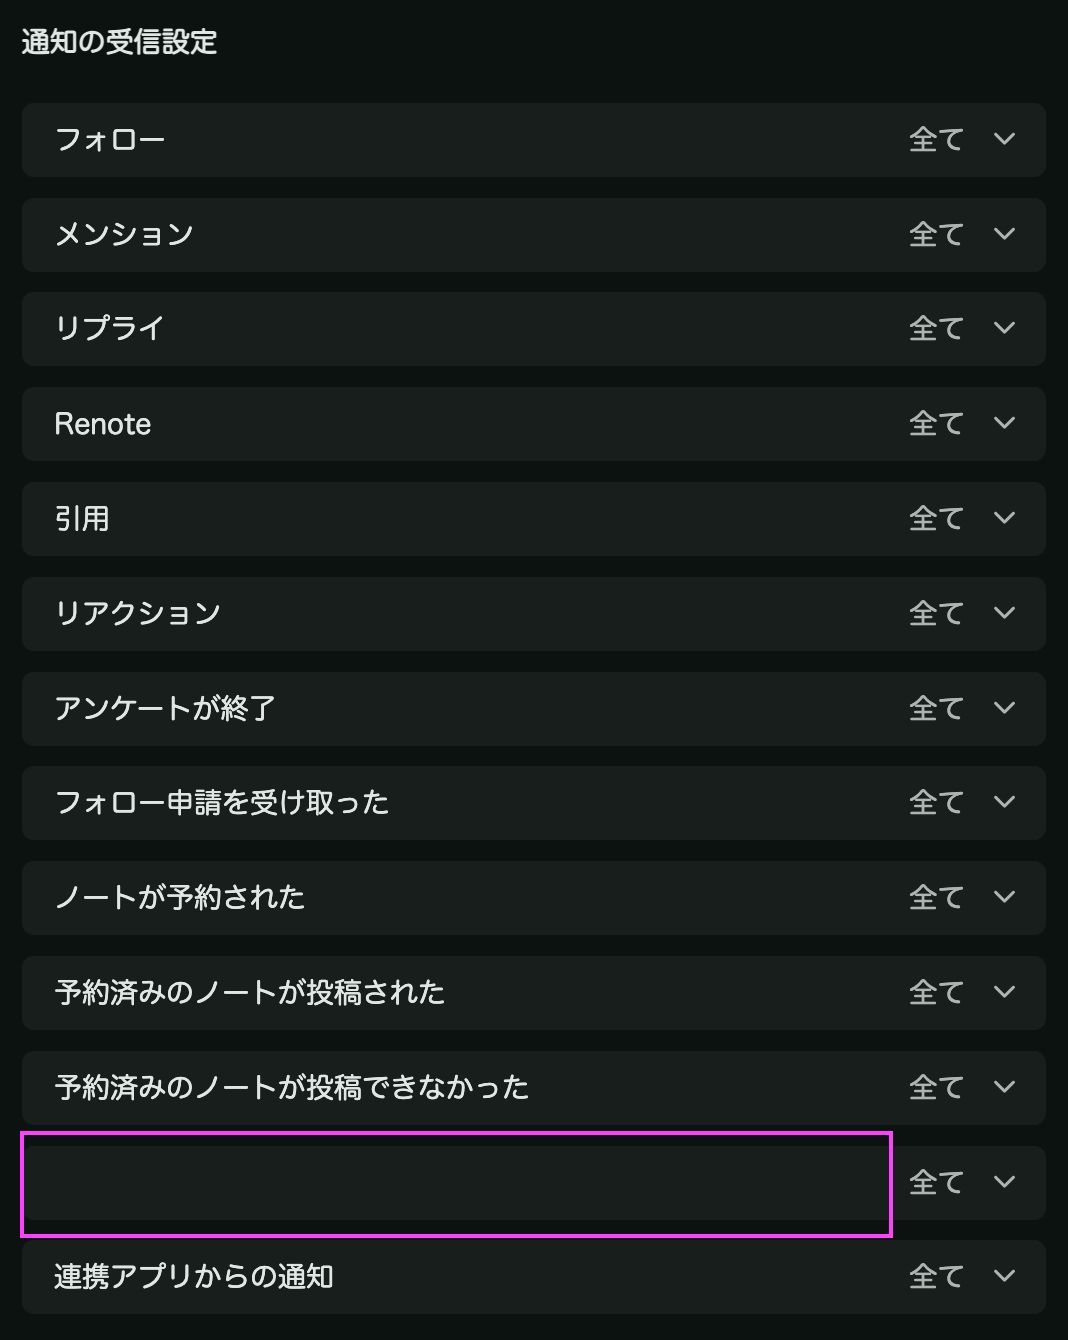 通知の受信設定
フォロー 全て
メンション 全て
リプライ 全て
Renote 全て
引用 全て
リアクション 全て
アンケートが終了 全て
フォロー申請を受け取った 全て
ノートが予約された 全て
予約済みのノートが投稿された 全て
予約済みのノートが投稿できなかった 全て
全て
連携アプリからの通知 全て